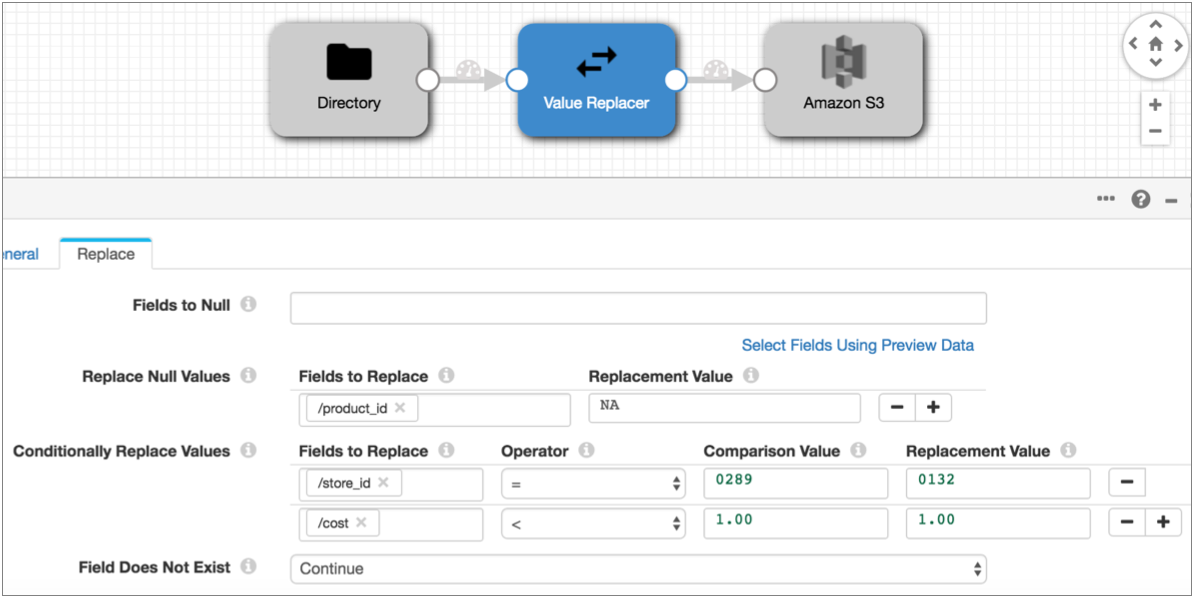 Directory
Value Replacer
Amazon S3
eneral
Replace
Fields to Null
Select Fields Using Preview Data
Replace Null Values Fields to Replace Replacement Value
/product_id NA
Conditionally Replace Values Fields to Replace Operator Comparison Value Replacement Value
/store_id = 0289 0132
/cost < 1.00 1.00
Field Does Not Exist Continue